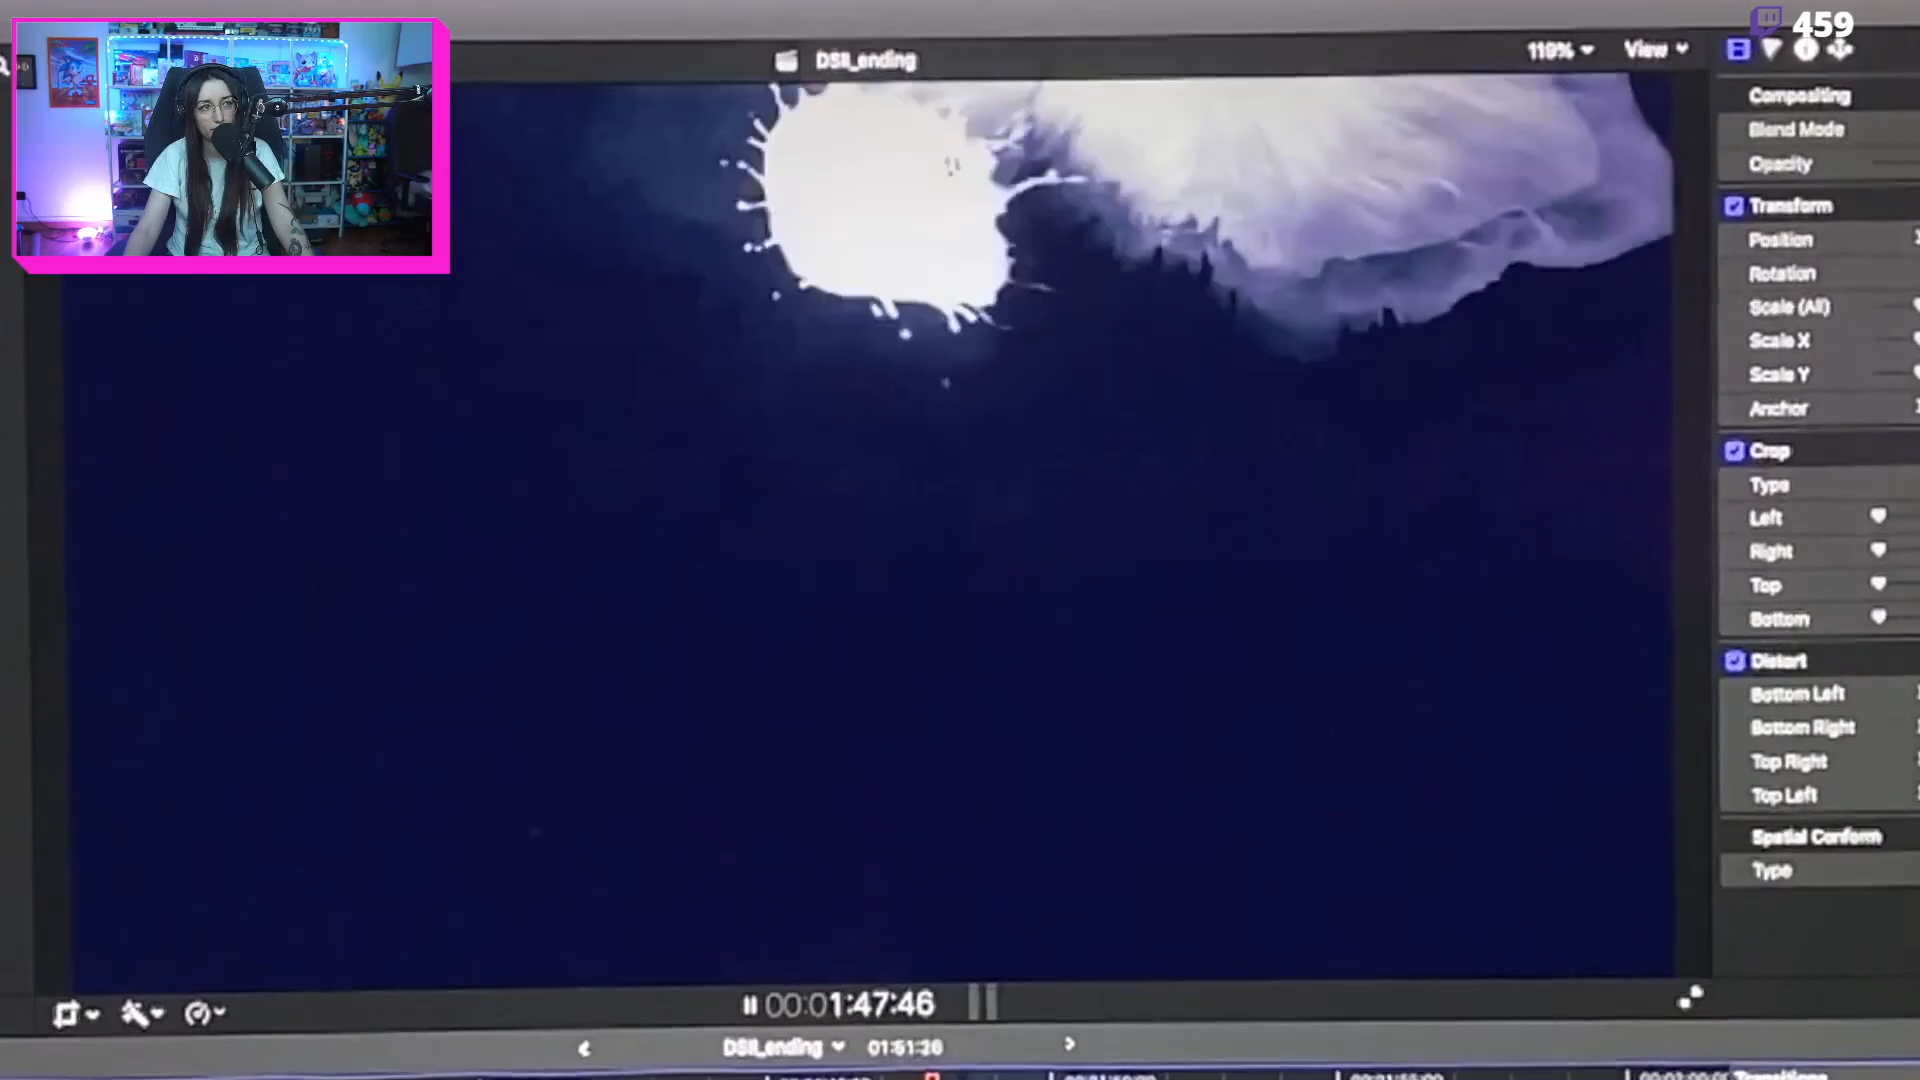 459
DSII_ending
119%
View
Compositing
Blend Mode
Opacity
Transform
Position
Rotation
Scale (All)
Scale X
Scale Y
Anchor
Crop
Type
Left
Right
Top
Bottom
Distort
Bottom Left
Bottom Right
Top Right
Top Left
Spatial Conform
Type
00:01:47:46
DSII_ending
01:51:26
Transitions